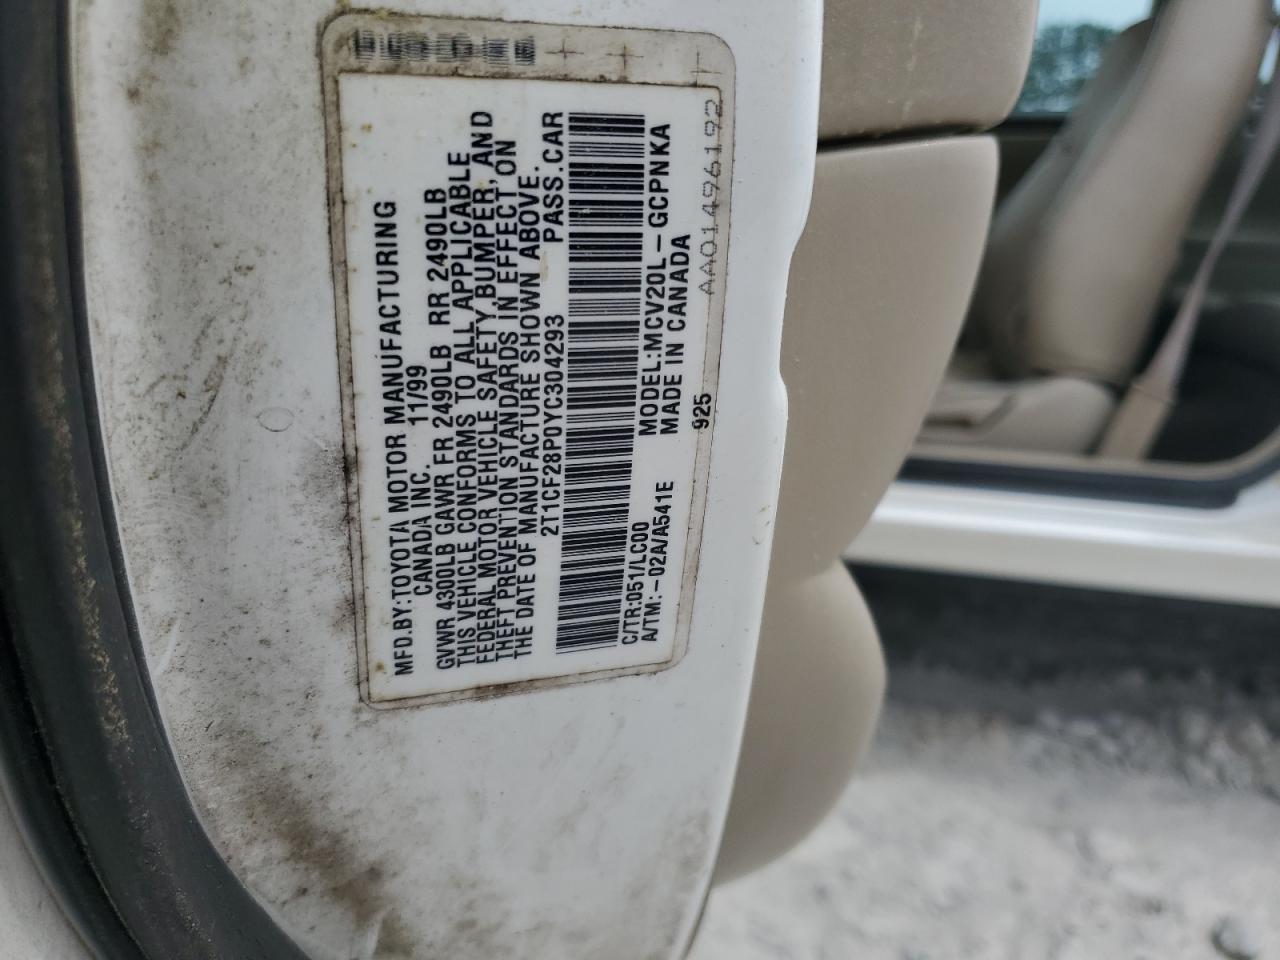 MFD.BY:TOYOTA MOTOR MANUFACTURING
CANADA INC. 11/99
GVWR 4300LB GAWR FR 2490LB RR 2490LB
THIS VEHICLE CONFORMS TO ALL APPLICABLE
FEDERAL MOTOR VEHICLE SAFETY,BUMPER,AND
THEFT PREVENTION STANDARDS IN EFFECT ON
THE DATE OF MANUFACTURE SHOWN ABOVE.
2T1CF28P0YC304293 PASS.CAR
C/TR:051/LC00 MODEL:MCV20L-GCPNKA
A/TM:-02A/A541E MADE IN CANADA
925 AA01496192